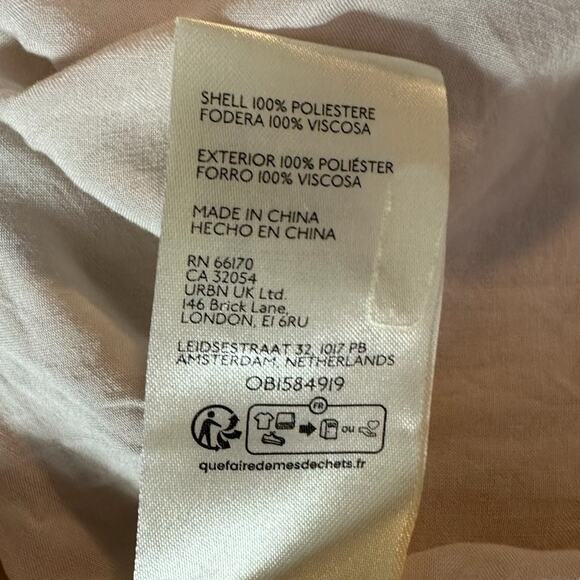 SHELL 100% POLIESTERE
FODERA 100% VISCOSA
EXTERIOR 100% POLIÉSTER
FORRO 100% VISCOSA
MADE IN CHINA
HECHO EN CHINA
RN 66170
CA 32054
URBN UK Ltd.
146 Brick Lane,
LONDON, E1 6RU
LEIDSESTRAAT 32, 1017 PB
AMSTERDAM, NETHERLANDS
OB1584919
FR
ou
quefairedemesdechets.fr